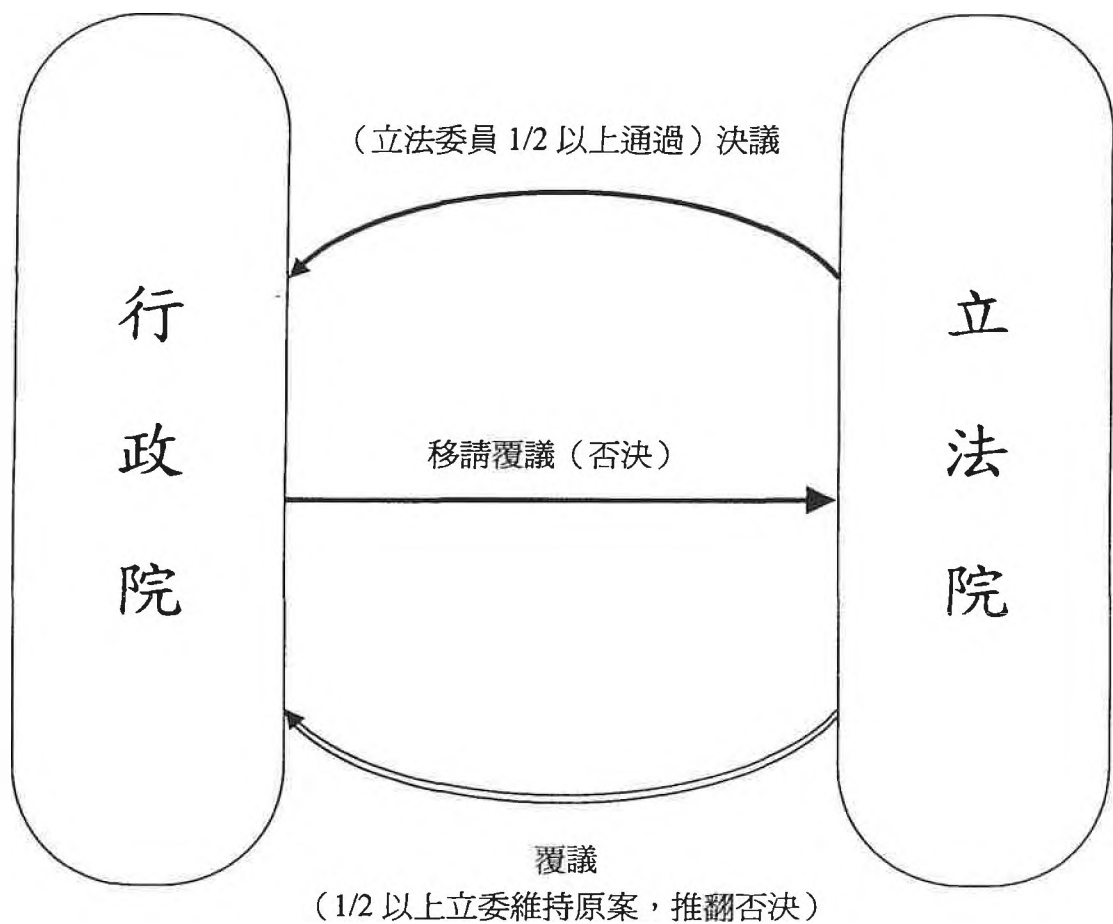 （立法委員 1/2 以上通過）決議
行政院
立法院
移請覆議（否決）
覆議
（1/2 以上立委維持原案，推翻否決）